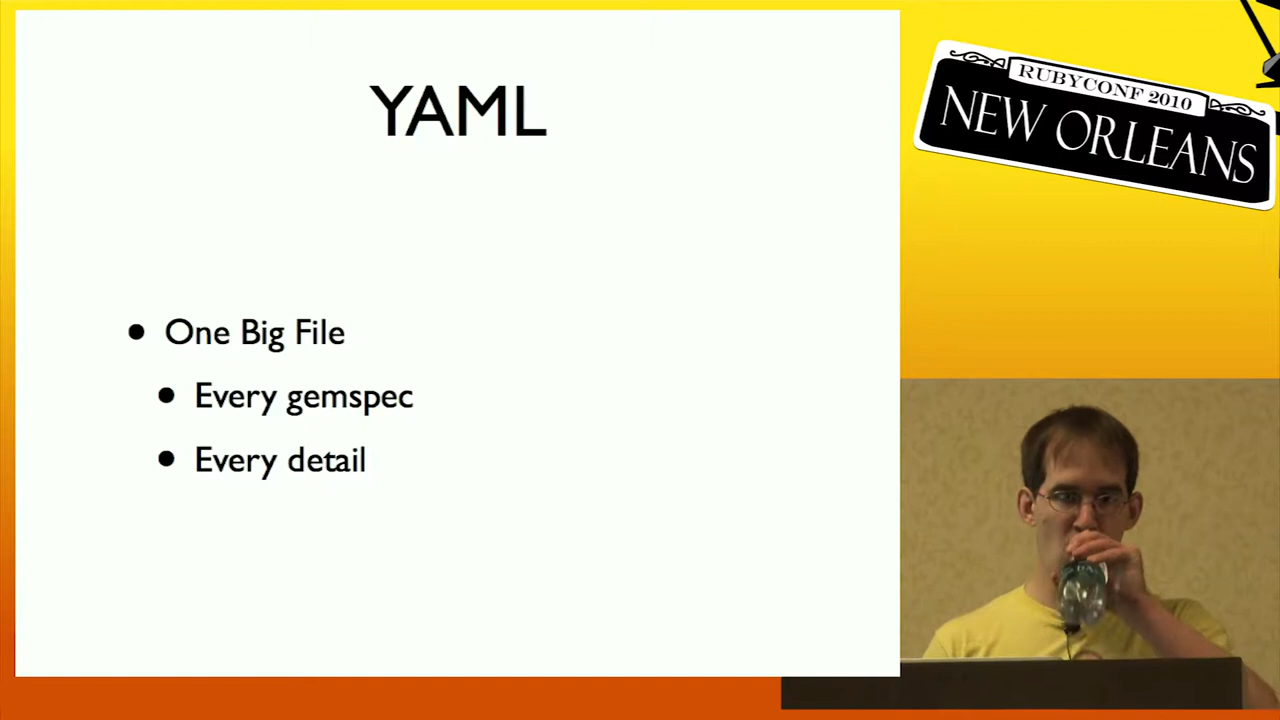 YAML
One Big File
Every gemspec
Every detail
RUBYCONF 2010
NEW ORLEANS